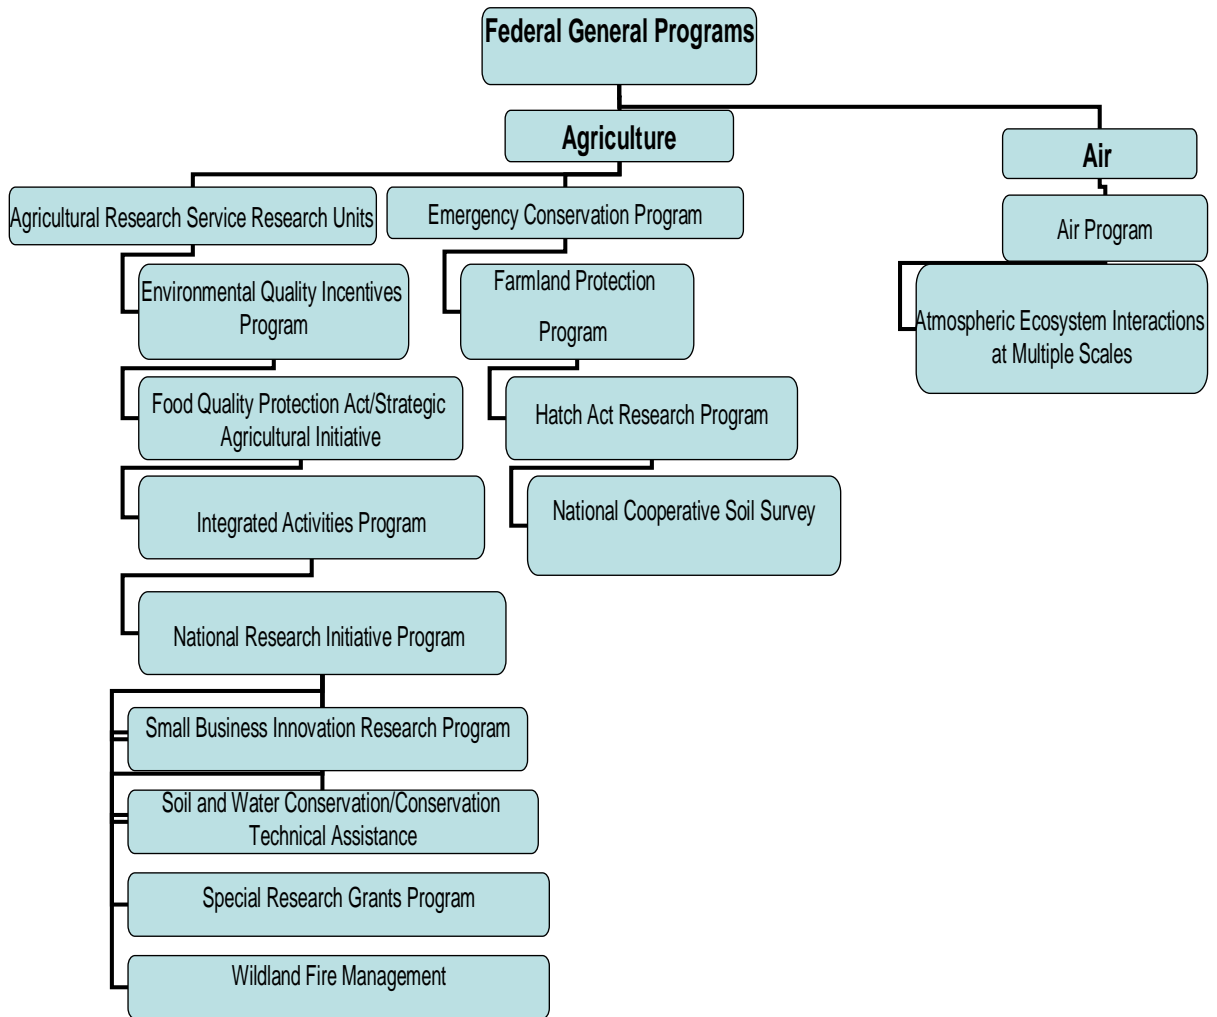 Federal General Programs
Agriculture
Air
Agricultural Research Service Research Units
Emergency Conservation Program
Air Program
Environmental Quality Incentives
Program
Farmland Protection
Program
Atmospheric Ecosystem Interactions
at Multiple Scales
Food Quality Protection Act/Strategic
Agricultural Initiative
Hatch Act Research Program
Integrated Activities Program
National Cooperative Soil Survey
National Research Initiative Program
Small Business Innovation Research Program
Soil and Water Conservation/Conservation
Technical Assistance
Special Research Grants Program
Wildland Fire Management